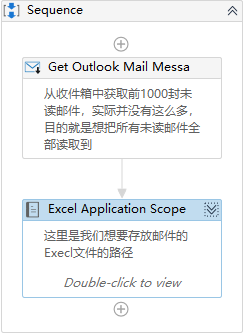 Sequence
Get Outlook Mail Messa
从收件箱中获取前1000封未
读邮件，实际并没有这么多，
目的就是想把所有未读邮件全
部读取到
Excel Application Scope
这里是我们想要存放邮件的
Execl文件的路径
Double-click to view